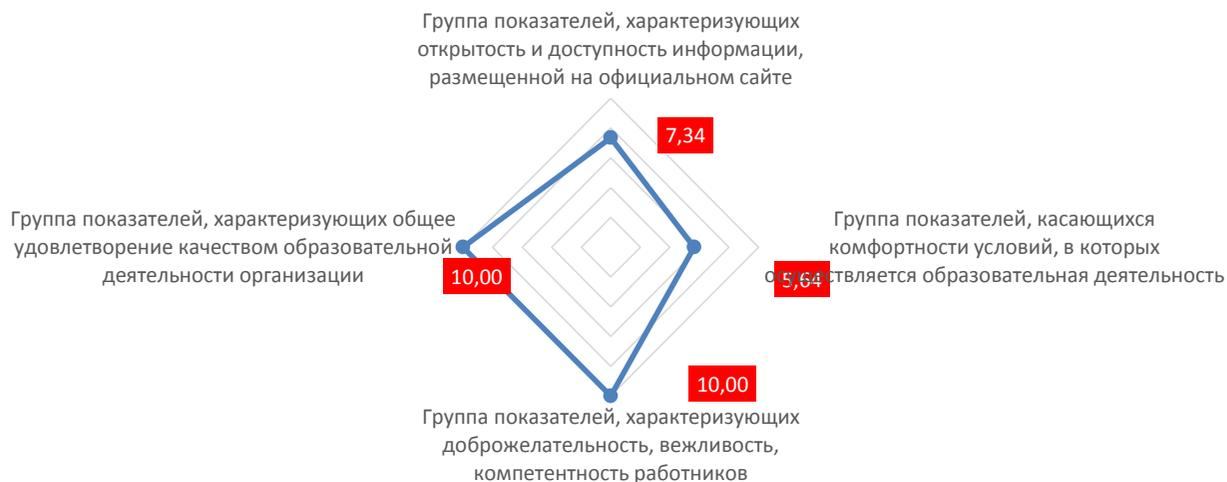 Группа показателей, характеризующих
открытость и доступность информации,
размещенной на официальном сайте
7,34
Группа показателей, характеризующих общее
удовлетворение качеством образовательной
деятельности организации
10,00
Группа показателей, касающихся
комфортности условий, в которых
осуществляется образовательная деятельность
5,64
10,00
Группа показателей, характеризующих
доброжелательность, вежливость,
компетентность работников